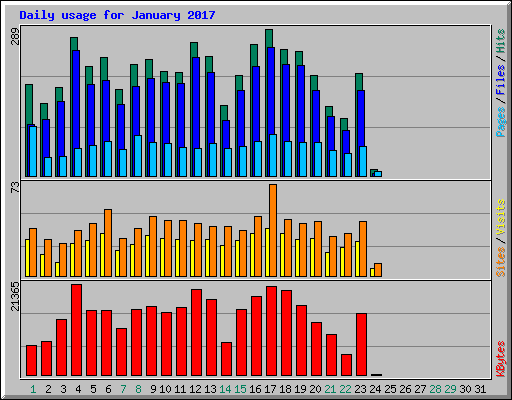 Daily usage for January 2017
289
73
21365
Pages / Files / Hits
Sites / Visits
KBytes
1 2 3 4 5 6 7 8 9 10 11 12 13 14 15 16 17 18 19 20 21 22 23 24 25 26 27 28 29 30 31